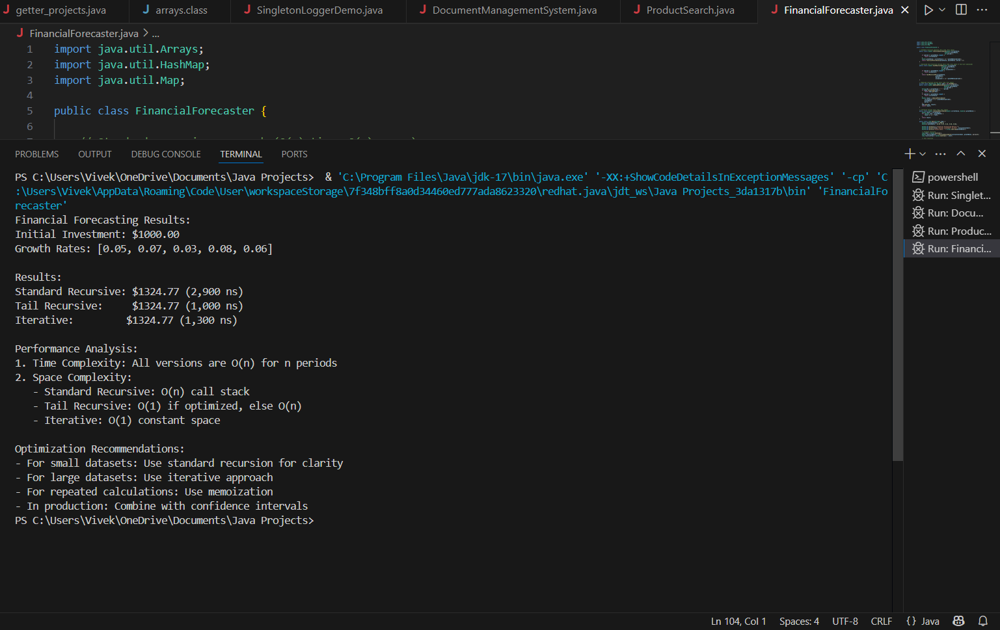 getter_projects.java
arrays.class
SingletonLoggerDemo.java
DocumentManagementSystem.java
ProductSearch.java
FinancialForecaster.java
FinancialForecaster.java > ...
1 import java.util.Arrays;
2 import java.util.HashMap;
3 import java.util.Map;
4
5 public class FinancialForecaster {
6
PROBLEMS OUTPUT DEBUG CONSOLE TERMINAL PORTS
PS C:\Users\Vivek\OneDrive\Documents\Java Projects>  & 'C:\Program Files\Java\jdk-17\bin\java.exe' '-XX:+ShowCodeDetailsInExceptionMessages' '-cp' 'C
:\Users\Vivek\AppData\Roaming\Code\User\workspaceStorage\7f348bff8a0d34460ed777ada8623320\redhat.java\jdt_ws\Java Projects_3da1317b\bin' 'FinancialFo
recaster'
Financial Forecasting Results:
Initial Investment: $1000.00
Growth Rates: [0.05, 0.07, 0.03, 0.08, 0.06]

Results:
Standard Recursive: $1324.77 (2,900 ns)
Tail Recursive:     $1324.77 (1,000 ns)
Iterative:         $1324.77 (1,300 ns)

Performance Analysis:
1. Time Complexity: All versions are O(n) for n periods
2. Space Complexity:
   - Standard Recursive: O(n) call stack
   - Tail Recursive: O(1) if optimized, else O(n)
   - Iterative: O(1) constant space

Optimization Recommendations:
- For small datasets: Use standard recursion for clarity
- For large datasets: Use iterative approach
- For repeated calculations: Use memoization
- In production: Combine with confidence intervals
PS C:\Users\Vivek\OneDrive\Documents\Java Projects>
powershell
Run: Singlet...
Run: Docu...
Run: Produc...
Run: Financi...
Ln 104, Col 1 Spaces: 4 UTF-8 CRLF {} Java